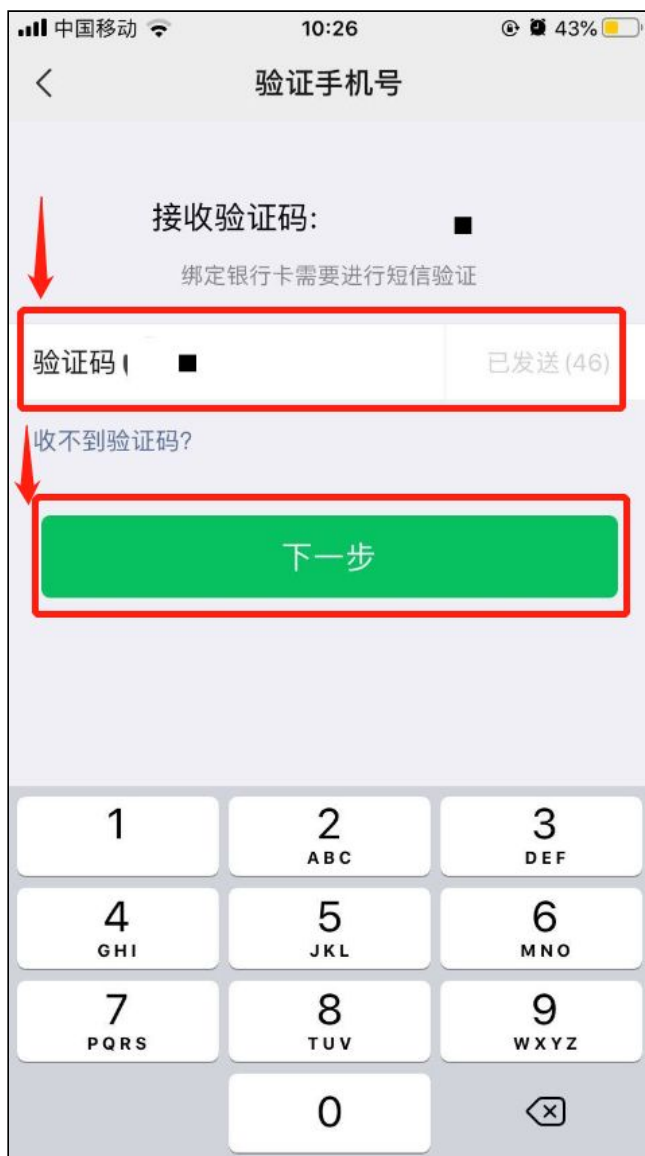 中国移动 10:26 43%
验证手机号
接收验证码:
绑定银行卡需要进行短信验证
验证码 已发送(46)
收不到验证码?
下一步
1 2 3
ABC DEF
4 5 6
GHI JKL MNO
7 8 9
PQRS TUV WXYZ
0